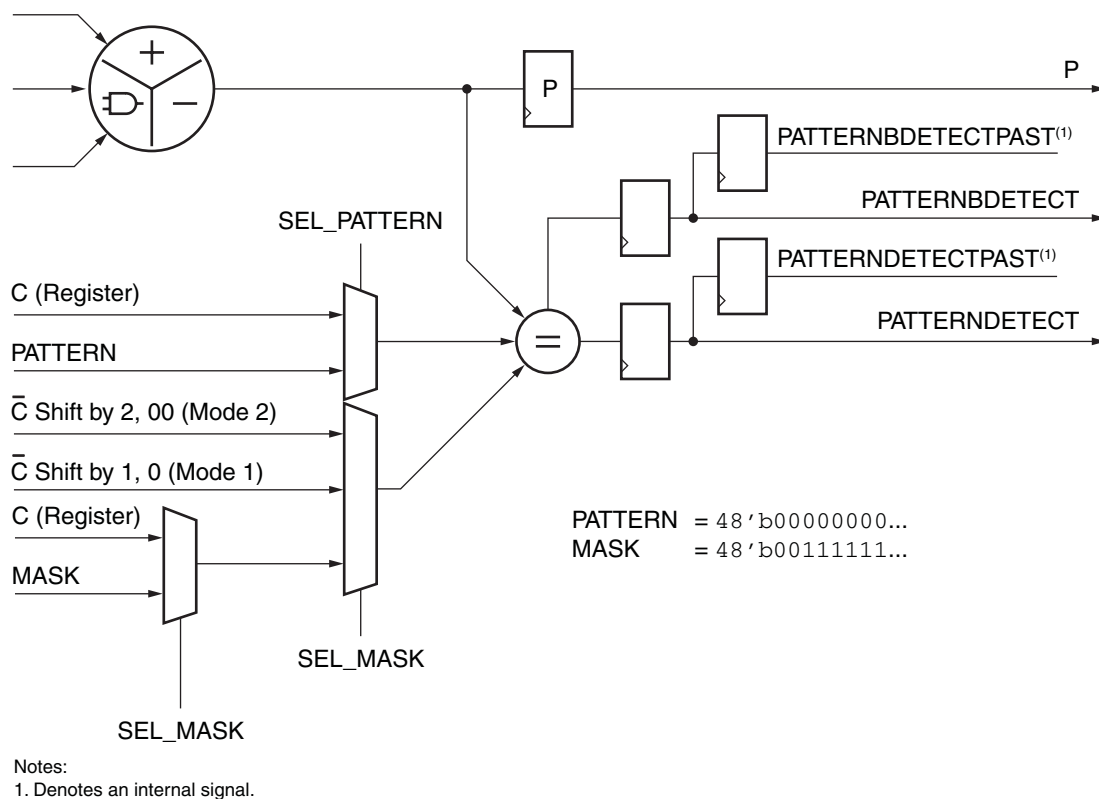 P
P
PATTERNBDETECTPAST(1)
SEL_PATTERN
PATTERNBDETECT
PATTERNDETECTPAST(1)
C (Register)
PATTERNDETECT
PATTERN
C̅ Shift by 2, 00 (Mode 2)
C̅ Shift by 1, 0 (Mode 1)
C (Register)
PATTERN = 48'b00000000...
MASK = 48'b00111111...
MASK
SEL_MASK
SEL_MASK
Notes:
1. Denotes an internal signal.